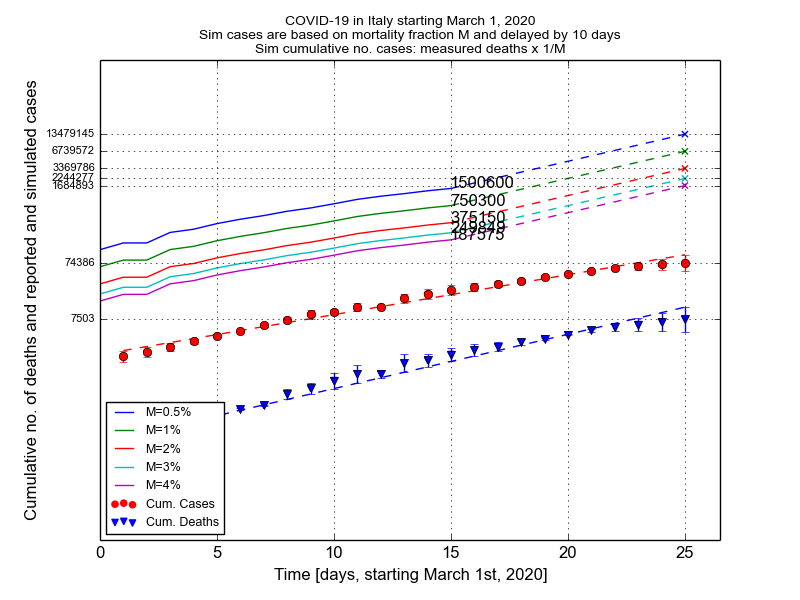 COVID-19 in Italy starting March 1, 2020
Sim cases are based on mortality fraction M and delayed by 10 days
Sim cumulative no. cases: measured deaths x 1/M
Cumulative no. of deaths and reported and simulated cases
13479145
6739572
3369786
2244277
1684893
74386
7503
1500600
750300
375150
249849
187575
M=0.5%
M=1%
M=2%
M=3%
M=4%
Cum. Cases
Cum. Deaths
0 5 10 15 20 25
Time [days, starting March 1st, 2020]